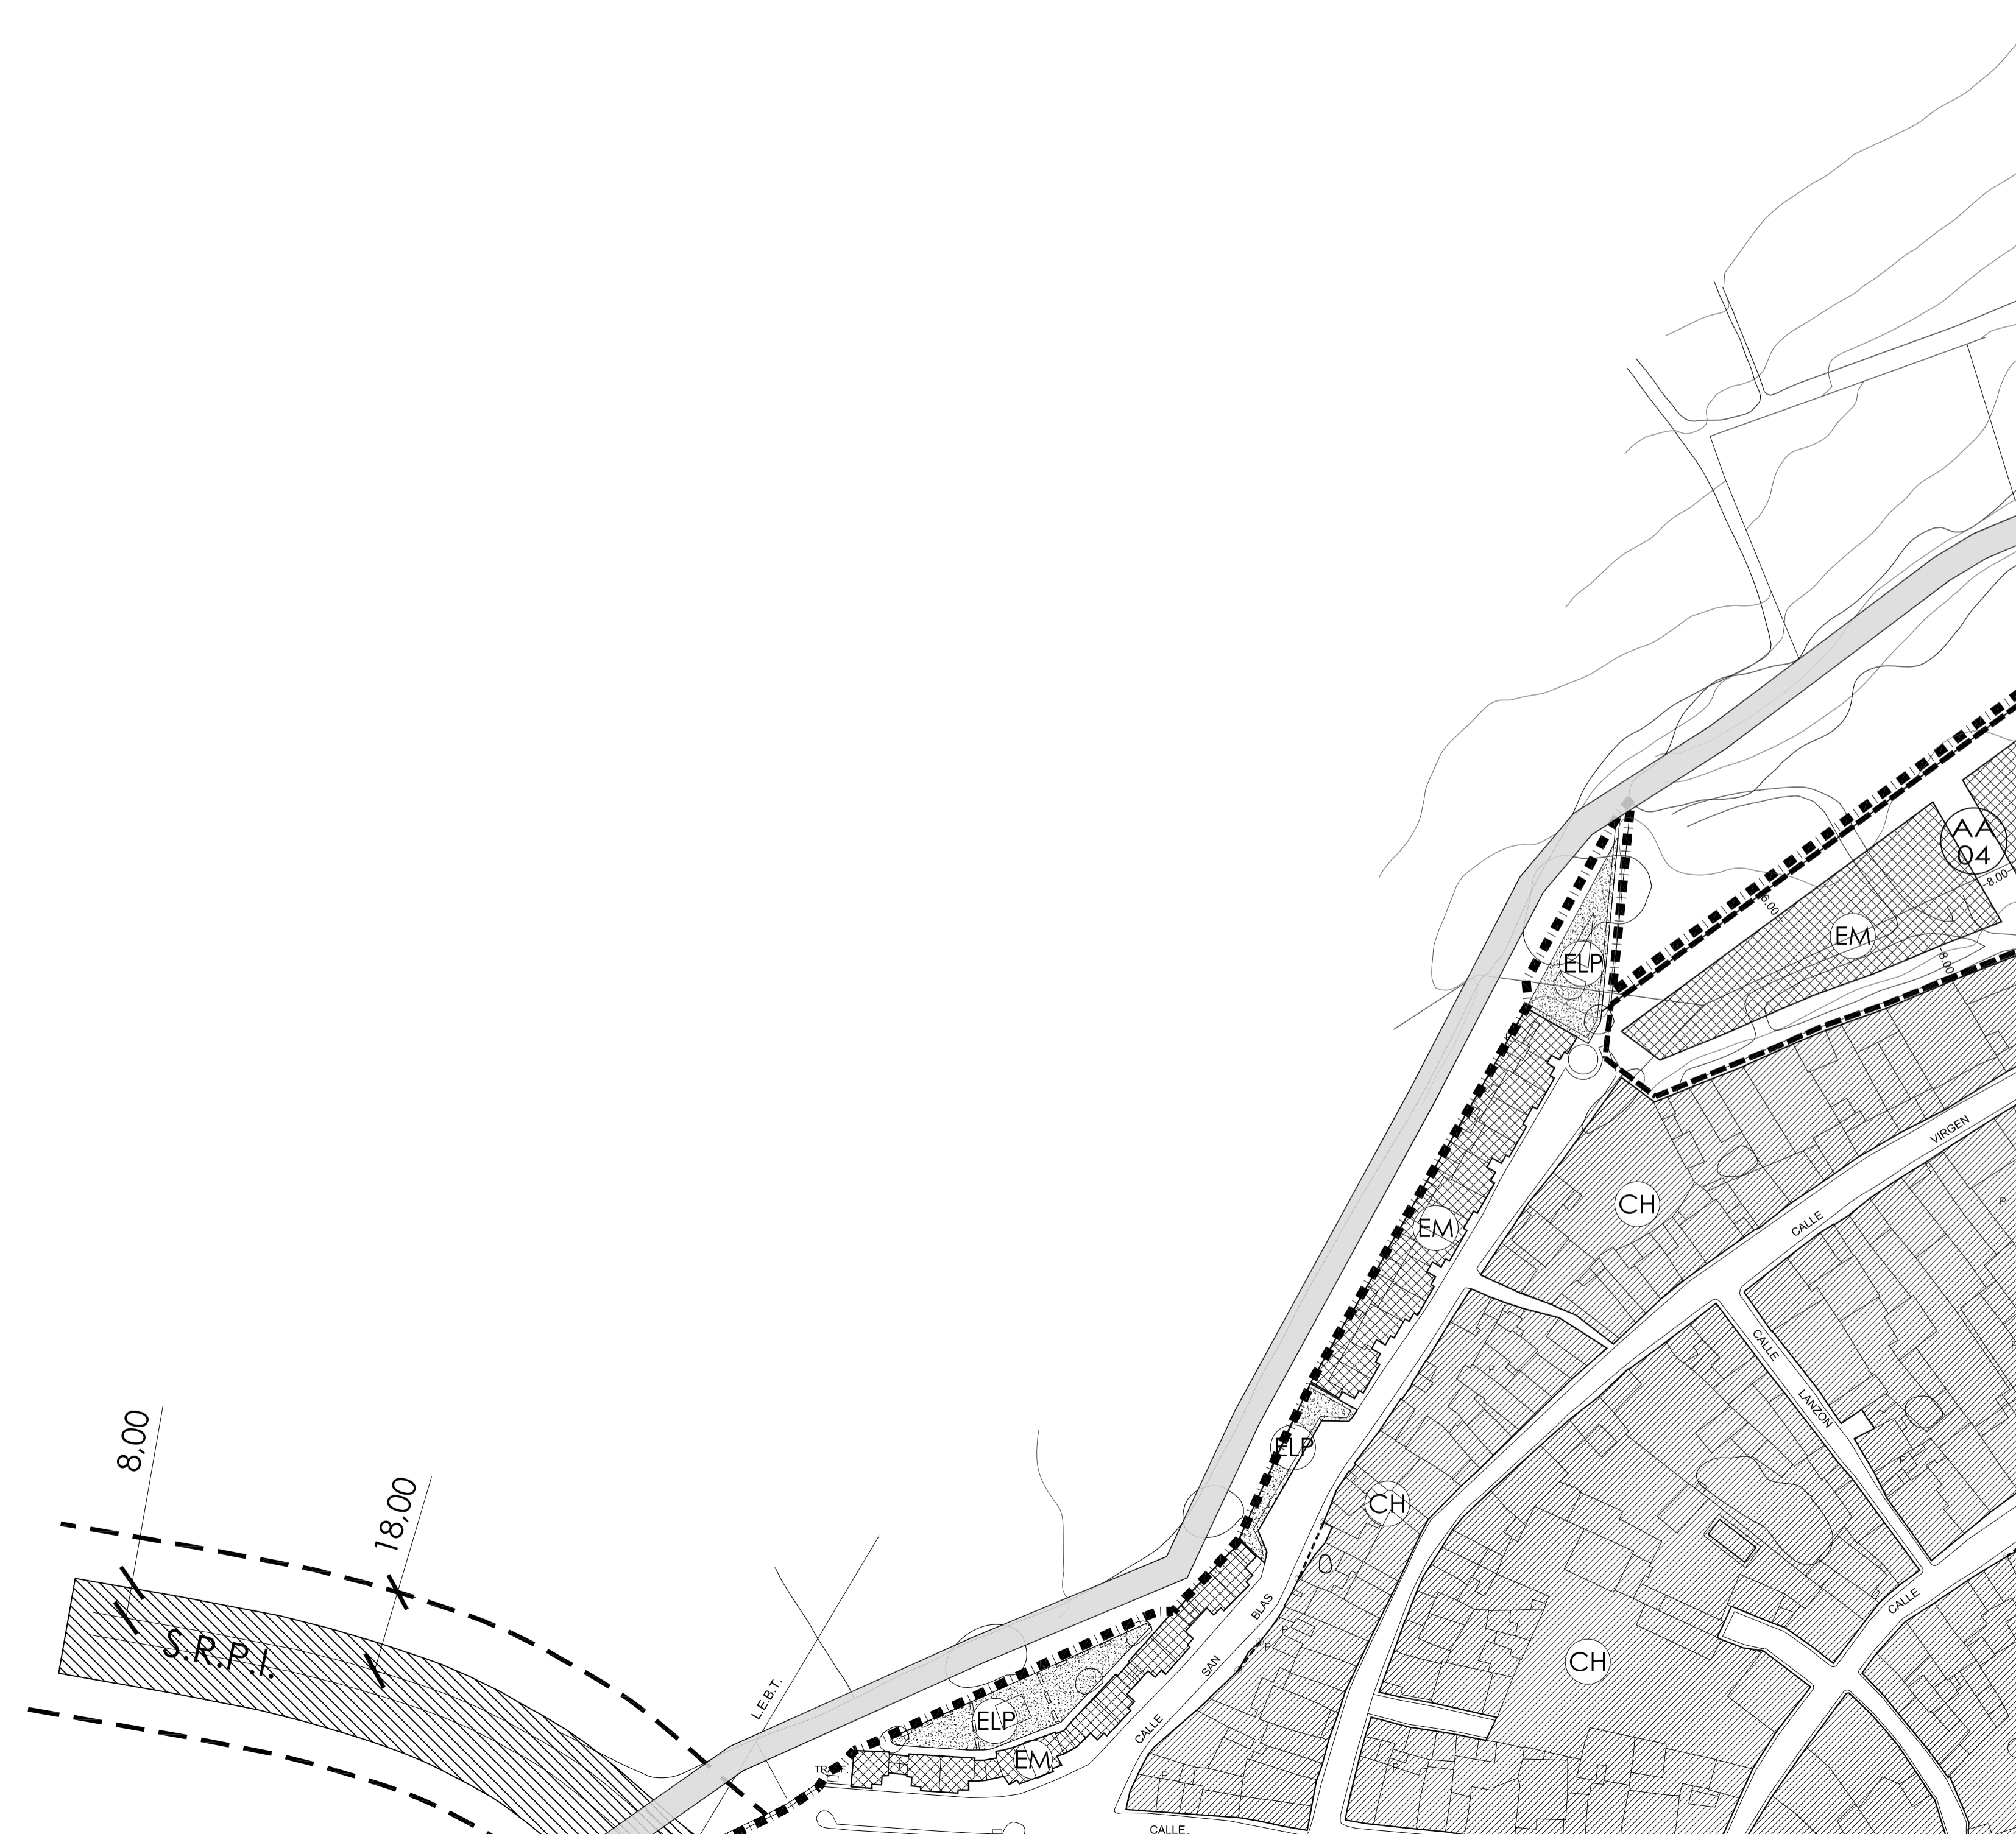 AA
04
8.00
6.00
EM
8.00
ELP
VIRGEN
CALLE
CH
EM
CALLE
LANZON
P
P
ELP
8,00
18,00
CH
CALLE
BLAS
SAN
CALLE
P
P
S.R.P.I.
CH
L.E.B.T.
ELP
EM
P
P
CALLE